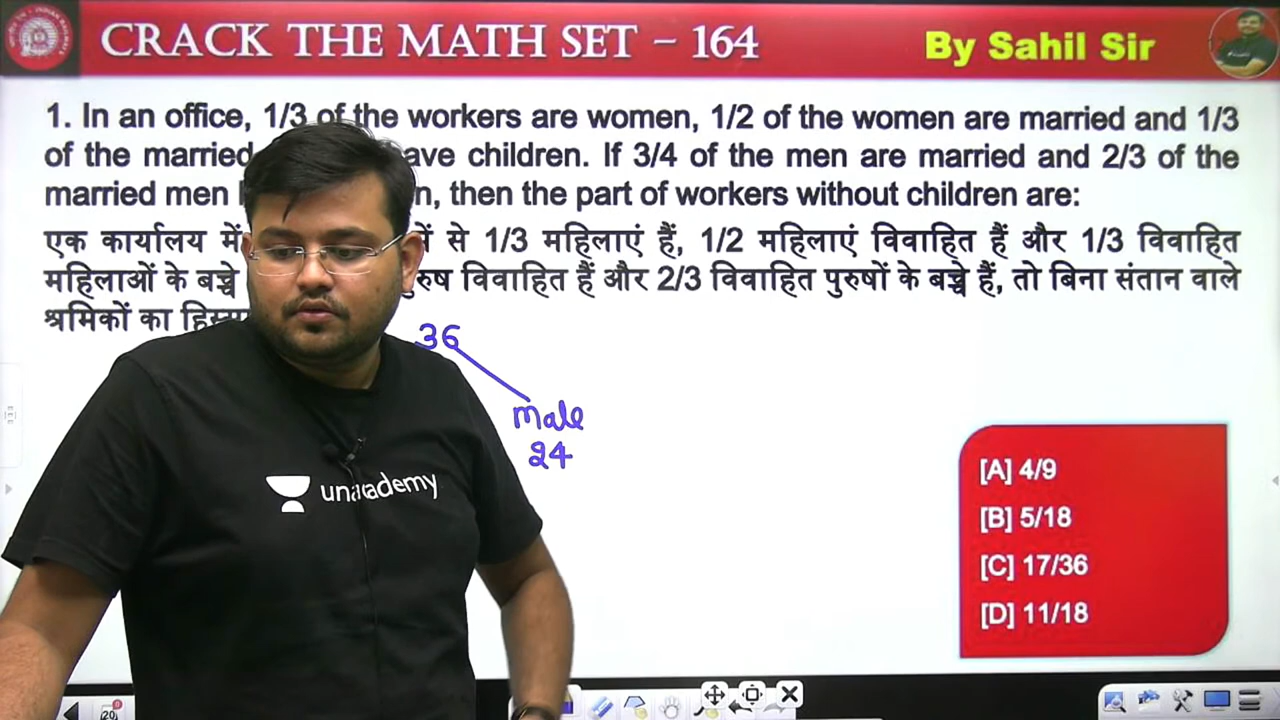 CRACK THE MATH SET - 164
By Sahil Sir
1. In an office, 1/3 of the workers are women, 1/2 of the women are married and 1/3
of the married ave children. If 3/4 of the men are married and 2/3 of the
married men n, then the part of workers without children are:
एक कार्यालय में से 1/3 महिलाएं हैं, 1/2 महिलाएं विवाहित हैं और 1/3 विवाहित
महिलाओं के बच्चे रुष विवाहित हैं और 2/3 विवाहित पुरुषों के बच्चे हैं, तो बिना संतान वाले
श्रमिकों का
36
male
24
unacademy
[A] 4/9
[B] 5/18
[C] 17/36
[D] 11/18
20